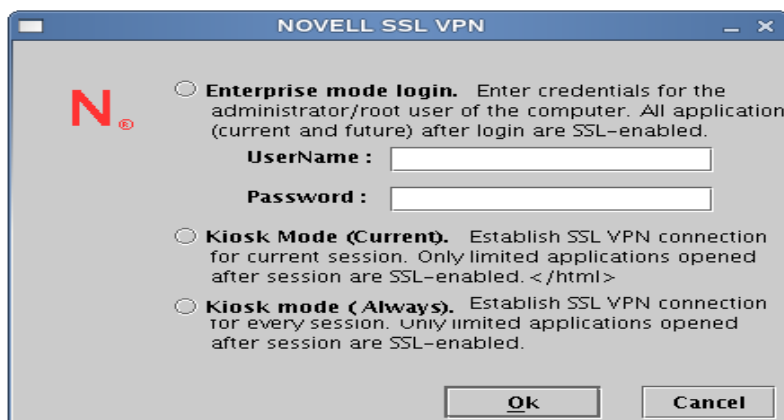 NOVELL SSL VPN
N®
Enterprise mode login. Enter credentials for the
administrator/root user of the computer. All application
(current and future) after login are SSL-enabled.
UserName :
Password :
Kiosk Mode (Current). Establish SSL VPN connection
for current session. Only limited applications opened
after session are SSL-enabled.</html>
Kiosk mode ( Always). Establish SSL VPN connection
for every session. Only limited applications opened
after session are SSL-enabled.
Ok
Cancel